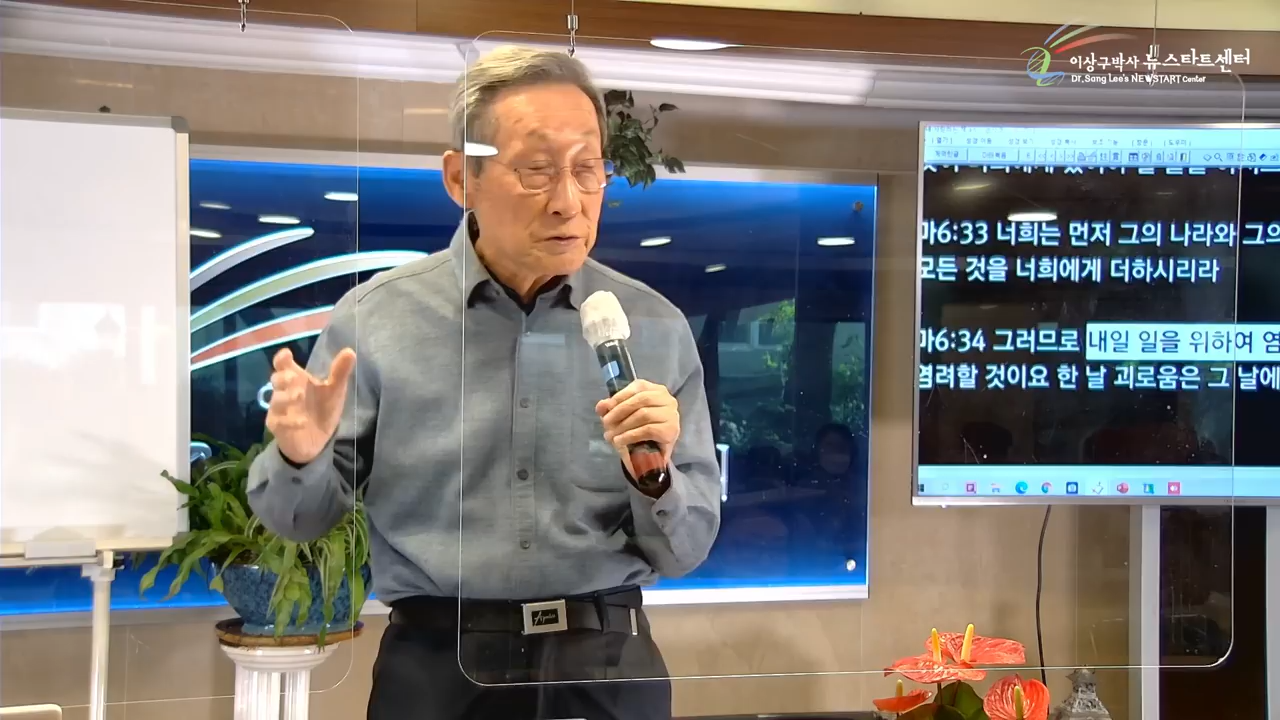 이상구박사 뉴스타트센터
Dr. Sang Lee's NEWSTART Center
마6:33 너희는 먼저 그의 나라와 그의
모든 것을 너희에게 더하시리라
마6:34 그러므로 내일 일을 위하여 염
염려할 것이요 한 날 괴로움은 그 날에